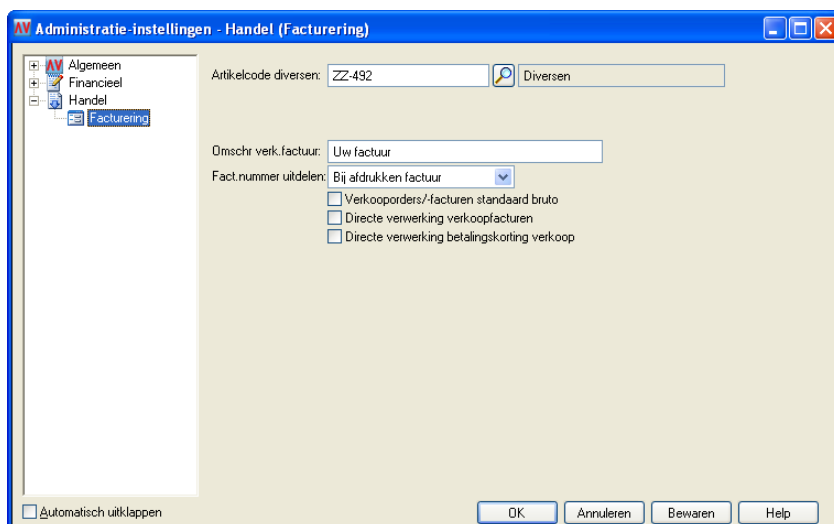 AV Administratie-instellingen - Handel (Facturering)
AV Algemeen
Financieel
Handel
Facturering
Artikelcode diversen: ZZ-492 Diversen
Omschr verk.factuur: Uw factuur
Fact.nummer uitdelen: Bij afdrukken factuur
Verkooporders/-facturen standaard bruto
Directe verwerking verkoopfacturen
Directe verwerking betalingskorting verkoop
Automatisch uitklappen
OK Annuleren Bewaren Help